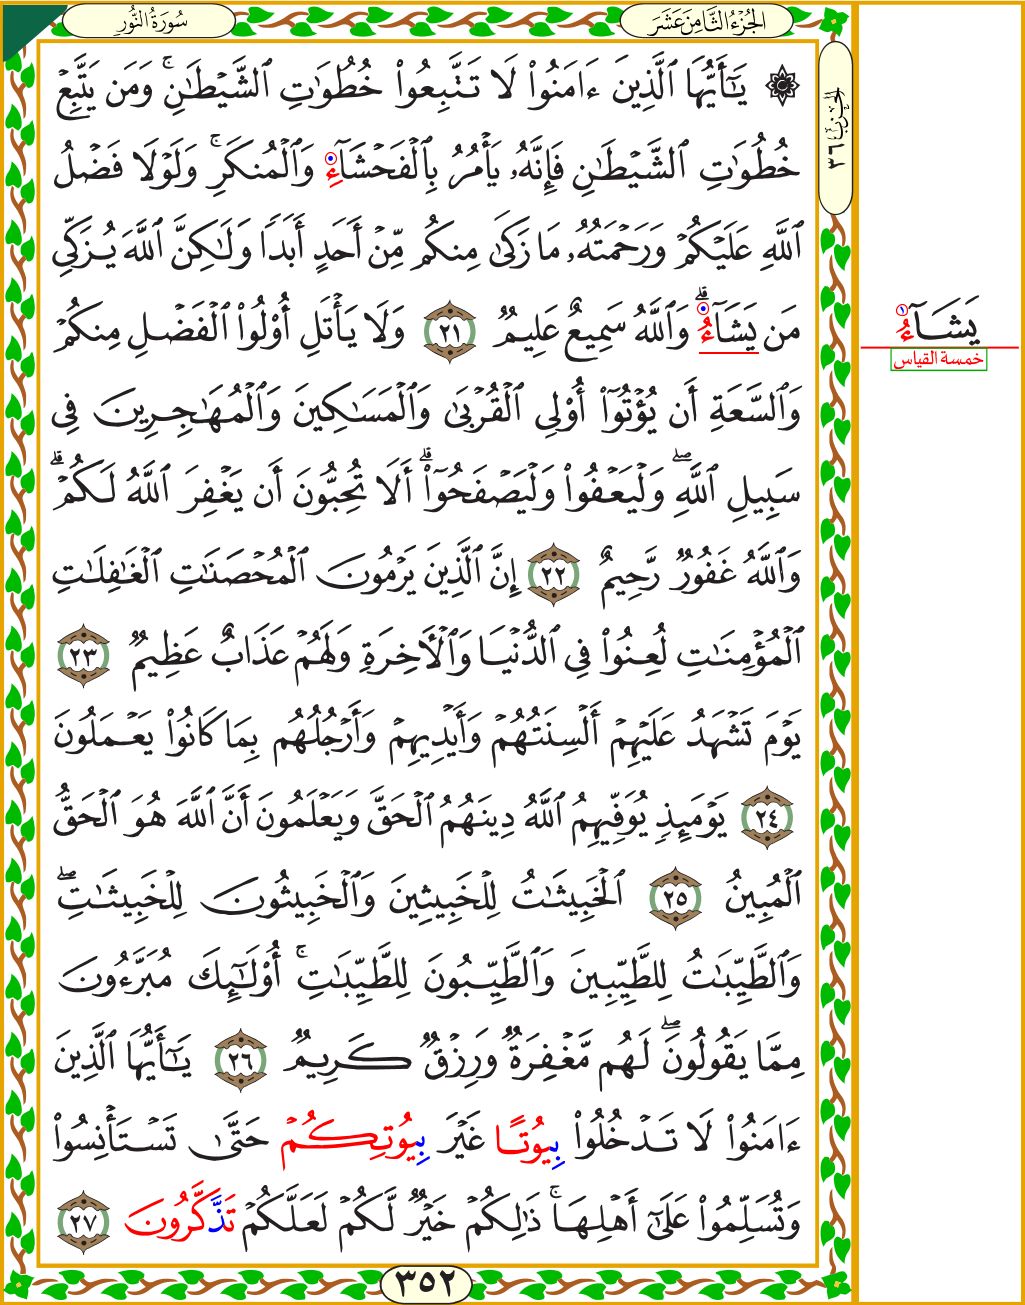 الجُزْءُ الثَّامِنَ عَشَرَ
سُورَةُ النُّورِ
الحِزْبُ ٣٦
۞ يَٰٓأَيُّهَا ٱلَّذِينَ ءَامَنُوا۟ لَا تَتَّبِعُوا۟ خُطُوَٰتِ ٱلشَّيْطَٰنِ ۚ وَمَن يَتَّبِعْ
خُطُوَٰتِ ٱلشَّيْطَٰنِ فَإِنَّهُۥ يَأْمُرُ بِٱلْفَحْشَآءِ وَٱلْمُنكَرِ ۚ وَلَوْلَا فَضْلُ
ٱللَّهِ عَلَيْكُمْ وَرَحْمَتُهُۥ مَا زَكَىٰ مِنكُم مِّنْ أَحَدٍ أَبَدًا وَلَٰكِنَّ ٱللَّهَ يُزَكِّى
مَن يَشَآءُ ۗ وَٱللَّهُ سَمِيعٌ عَلِيمٌ ٢١ وَلَا يَأْتَلِ أُو۟لُوا۟ ٱلْفَضْلِ مِنكُمْ
وَٱلسَّعَةِ أَن يُؤْتُوٓا۟ أُو۟لِى ٱلْقُرْبَىٰ وَٱلْمَسَٰكِينَ وَٱلْمُهَٰجِرِينَ فِى
سَبِيلِ ٱللَّهِ ۖ وَلْيَعْفُوا۟ وَلْيَصْفَحُوٓا۟ ۗ أَلَا تُحِبُّونَ أَن يَغْفِرَ ٱللَّهُ لَكُمْ ۗ
وَٱللَّهُ غَفُورٌ رَّحِيمٌ ٢٢ إِنَّ ٱلَّذِينَ يَرْمُونَ ٱلْمُحْصَنَٰتِ ٱلْغَٰفِلَٰتِ
ٱلْمُؤْمِنَٰتِ لُعِنُوا۟ فِى ٱلدُّنْيَا وَٱلْءَاخِرَةِ وَلَهُمْ عَذَابٌ عَظِيمٌ ٢٣
يَوْمَ تَشْهَدُ عَلَيْهِمْ أَلْسِنَتُهُمْ وَأَيْدِيهِمْ وَأَرْجُلُهُم بِمَا كَانُوا۟ يَعْمَلُونَ
٢٤ يَوْمَئِذٍ يُوَفِّيهِمُ ٱللَّهُ دِينَهُمُ ٱلْحَقَّ وَيَعْلَمُونَ أَنَّ ٱللَّهَ هُوَ ٱلْحَقُّ
ٱلْمُبِينُ ٢٥ ٱلْخَبِيثَٰتُ لِلْخَبِيثِينَ وَٱلْخَبِيثُونَ لِلْخَبِيثَٰتِ ۖ
وَٱلطَّيِّبَٰتُ لِلطَّيِّبِينَ وَٱلطَّيِّبُونَ لِلطَّيِّبَٰتِ ۚ أُو۟لَٰٓئِكَ مُبَرَّءُونَ
مِمَّا يَقُولُونَ ۖ لَهُم مَّغْفِرَةٌ وَرِزْقٌ كَرِيمٌ ٢٦ يَٰٓأَيُّهَا ٱلَّذِينَ
ءَامَنُوا۟ لَا تَدْخُلُوا۟ بِيُوتًا غَيْرَ بِيُوتِكُمْ حَتَّىٰ تَسْتَأْنِسُوا۟
وَتُسَلِّمُوا۟ عَلَىٰٓ أَهْلِهَا ۚ ذَٰلِكُمْ خَيْرٌ لَّكُمْ لَعَلَّكُمْ تَذَّكَّرُونَ ٢٧
٣٥٢
يَشَآءُ ١
خمسة القياس